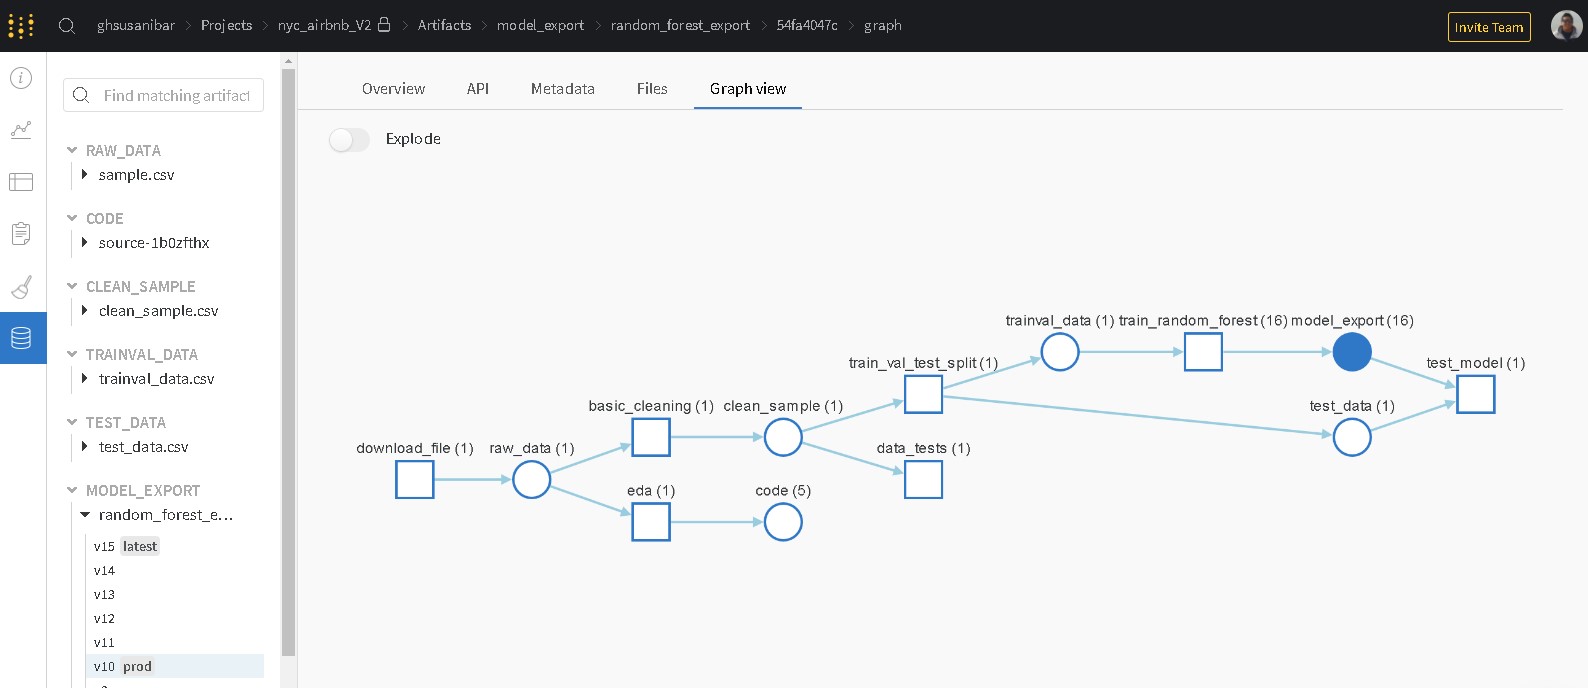 ghsusanibar > Projects > nyc_airbnb_V2 > Artifacts > model_export > random_forest_export > 54fa4047c > graph
Invite Team
Find matching artifact
RAW_DATA
sample.csv
CODE
source-1b0zfthx
CLEAN_SAMPLE
clean_sample.csv
TRAINVAL_DATA
trainval_data.csv
TEST_DATA
test_data.csv
MODEL_EXPORT
random_forest_e...
v15 latest
v14
v13
v12
v11
v10 prod
Overview API Metadata Files Graph view
Explode
trainval_data (1) train_random_forest (16) model_export (16)
train_val_test_split (1) test_model (1)
basic_cleaning (1) clean_sample (1) test_data (1)
download_file (1) raw_data (1) data_tests (1)
eda (1) code (5)